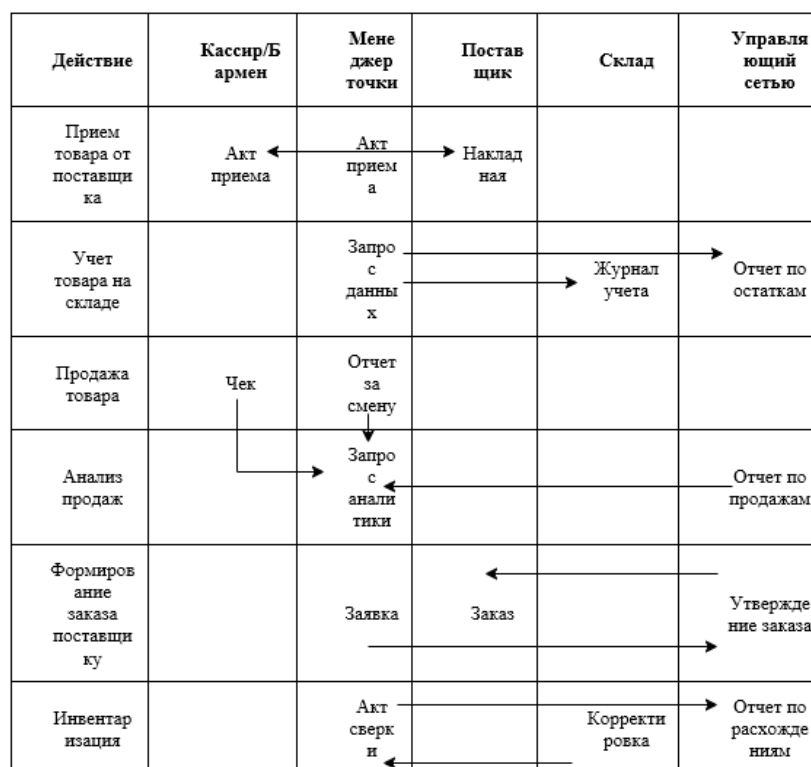 Действие
Кассир/Б
армен
Мене
джер
точки
Постав
щик
Склад
Управля
ющий
сетью
Прием
товара от
поставщи
ка
Акт
приема
Акт
прием
а
Наклад
ная
Учет
товара на
складе
Запро
с
данны
х
Журнал
учета
Отчет по
остаткам
Продажа
товара
Чек
Отчет
за
смену
Анализ
продаж
Запро
с
анали
тики
Отчет по
продажам
Формиров
ание
заказа
поставщи
ку
Заявка
Заказ
Утвержде
ние заказа
Инвентар
изация
Акт
сверк
и
Корректи
ровка
Отчет по
расхожде
ниям